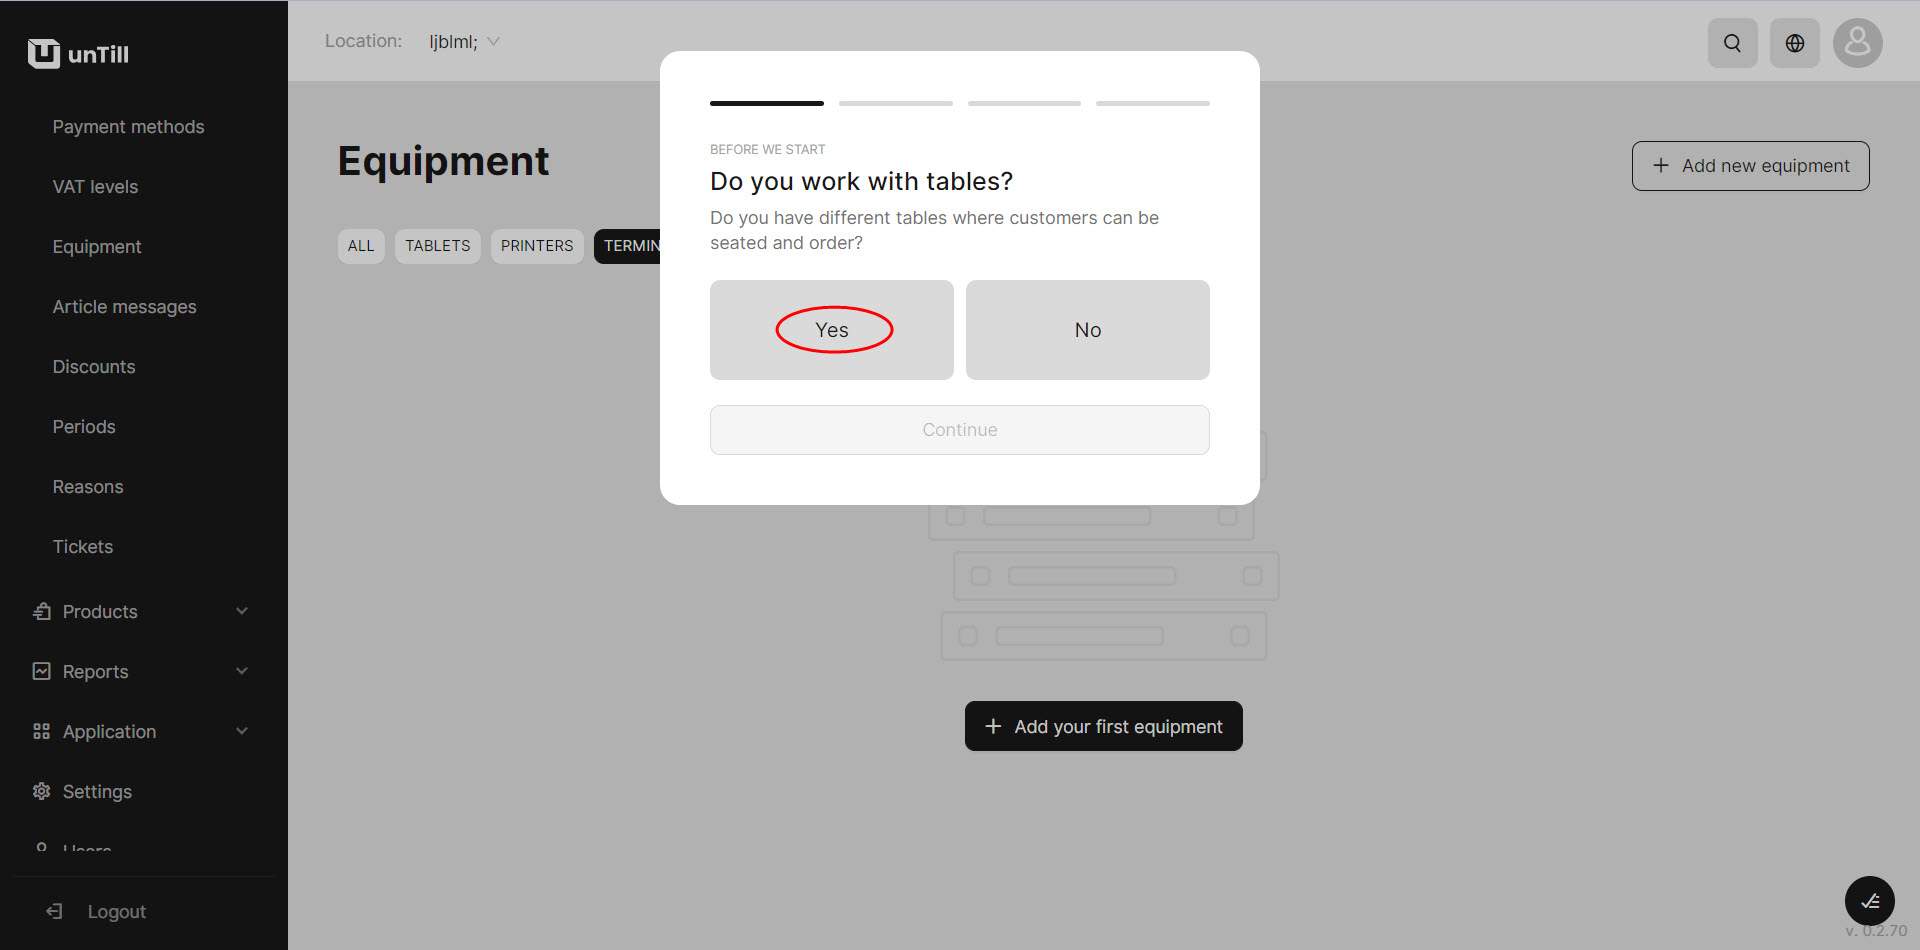 unTill
Payment methods
VAT levels
Equipment
Article messages
Discounts
Periods
Reasons
Tickets
Products
Reports
Application
Settings
Users
Logout
Location: ljblml;
Equipment
Add new equipment
ALL
TABLETS
PRINTERS
TERMIN
BEFORE WE START
Do you work with tables?
Do you have different tables where customers can be
seated and order?
Yes
No
Continue
Add your first equipment
v. 0.2.70